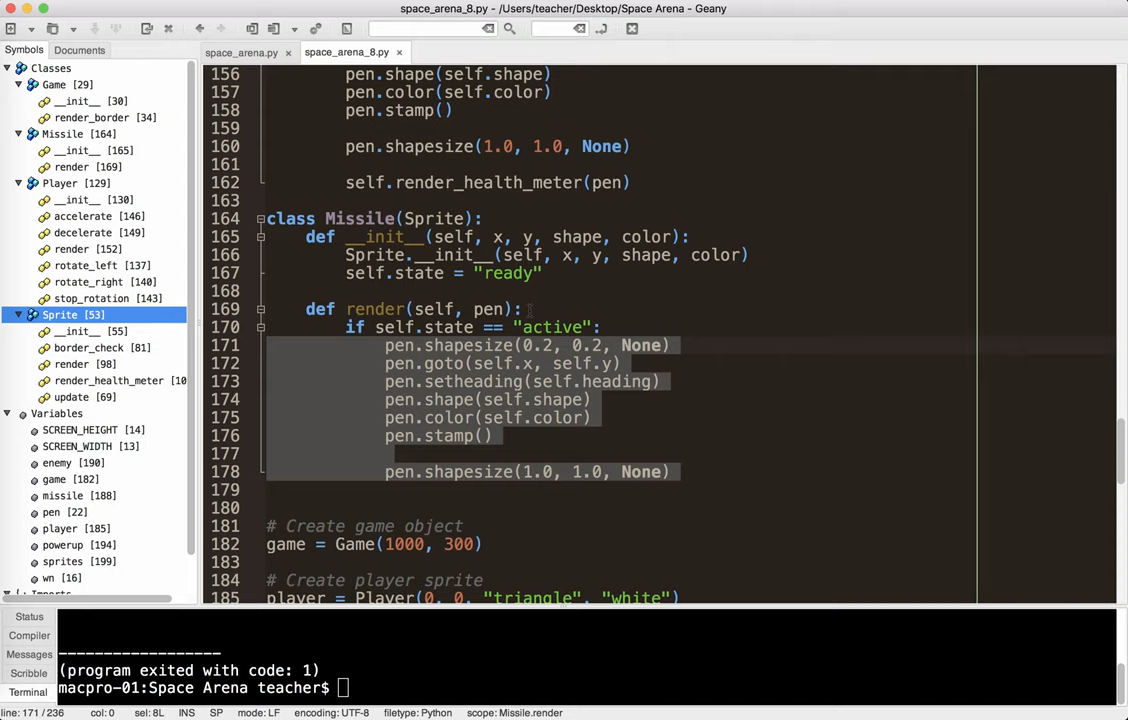 space_arena_8.py - /Users/teacher/Desktop/Space Arena - Geany
Symbols Documents
space_arena.py × space_arena_8.py ×
Classes
Game [29]
__init__ [30]
render_border [34]
Missile [164]
__init__ [165]
render [169]
Player [129]
__init__ [130]
accelerate [146]
decelerate [149]
render [152]
rotate_left [137]
rotate_right [140]
stop_rotation [143]
Sprite [53]
__init__ [55]
border_check [81]
render [98]
render_health_meter [10
update [69]
Variables
SCREEN_HEIGHT [14]
SCREEN_WIDTH [13]
enemy [190]
game [182]
missile [188]
pen [22]
player [185]
powerup [194]
sprites [199]
wn [16]
156 pen.shape(self.shape)
157 pen.color(self.color)
158 pen.stamp()
159
160 pen.shapesize(1.0, 1.0, None)
161
162 self.render_health_meter(pen)
163
164 class Missile(Sprite):
165 def __init__(self, x, y, shape, color):
166 Sprite.__init__(self, x, y, shape, color)
167 self.state = "ready"
168
169 def render(self, pen):
170 if self.state == "active":
171 pen.shapesize(0.2, 0.2, None)
172 pen.goto(self.x, self.y)
173 pen.setheading(self.heading)
174 pen.shape(self.shape)
175 pen.color(self.color)
176 pen.stamp()
177
178 pen.shapesize(1.0, 1.0, None)
179
180
181 # Create game object
182 game = Game(1000, 300)
183
184 # Create player sprite
185 player = Player(0, 0, "triangle", "white")
Status
Compiler
Messages
Scribble
Terminal
------------------
(program exited with code: 1)
macpro-01:Space Arena teacher$
line: 171 / 236 col: 0 sel: 8L INS SP mode: LF encoding: UTF-8 filetype: Python scope: Missile.render